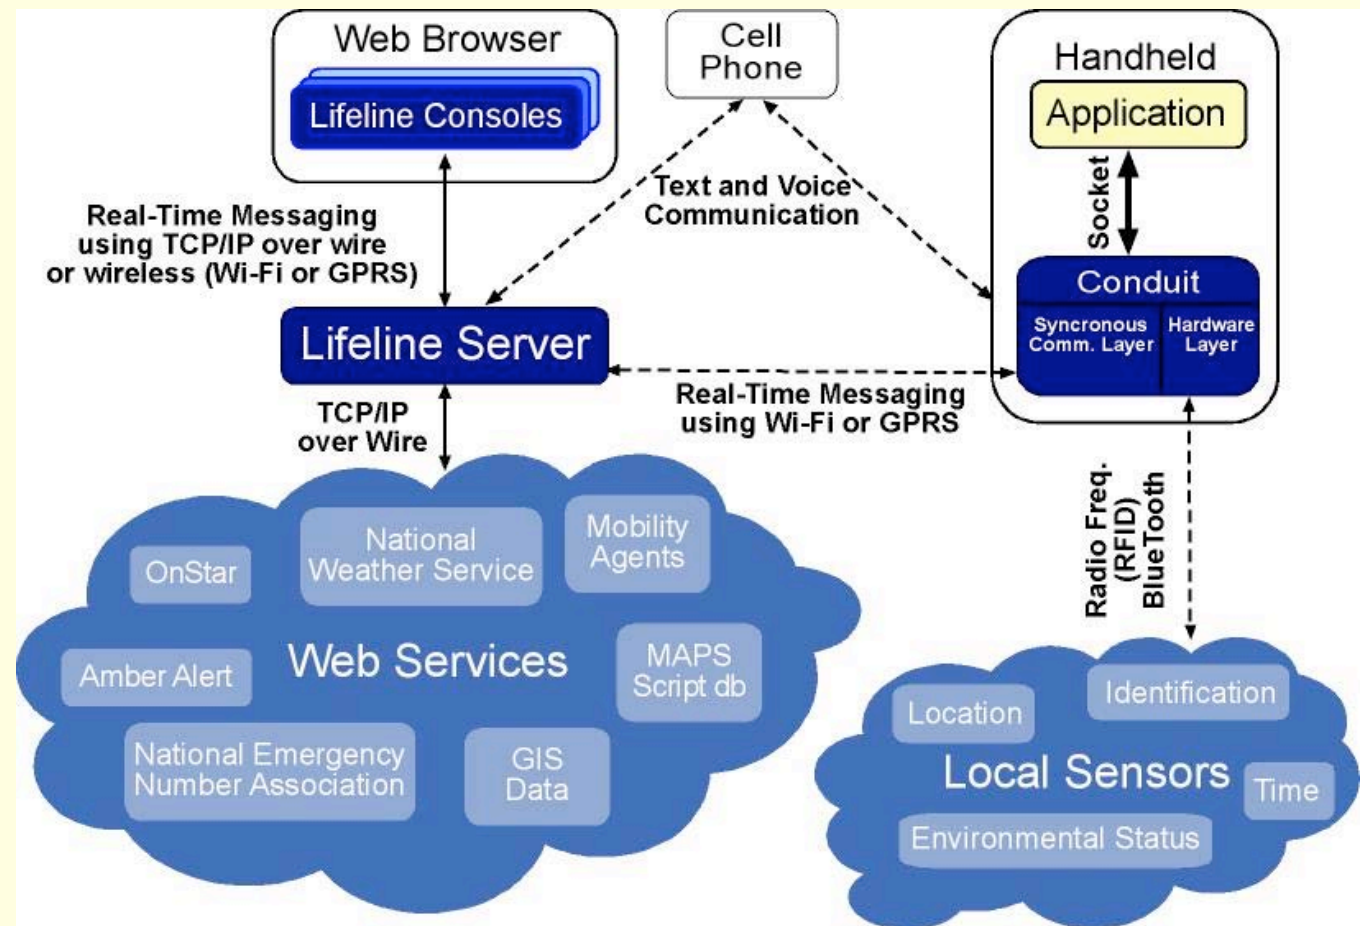 Web Browser
Lifeline Consoles
Cell
Phone
Handheld
Application
Socket
Conduit
Syncronous
Comm. Layer
Hardware
Layer
Text and Voice
Communication
Real-Time Messaging
using TCP/IP over wire
or wireless (Wi-Fi or GPRS)
Lifeline Server
Real-Time Messaging
using Wi-Fi or GPRS
TCP/IP
over Wire
Radio Freq.
(RFID)
BlueTooth
OnStar
National
Weather Service
Mobility
Agents
Web Services
Amber Alert
MAPS
Script db
National Emergency
Number Association
GIS
Data
Location
Identification
Local Sensors
Time
Environmental Status